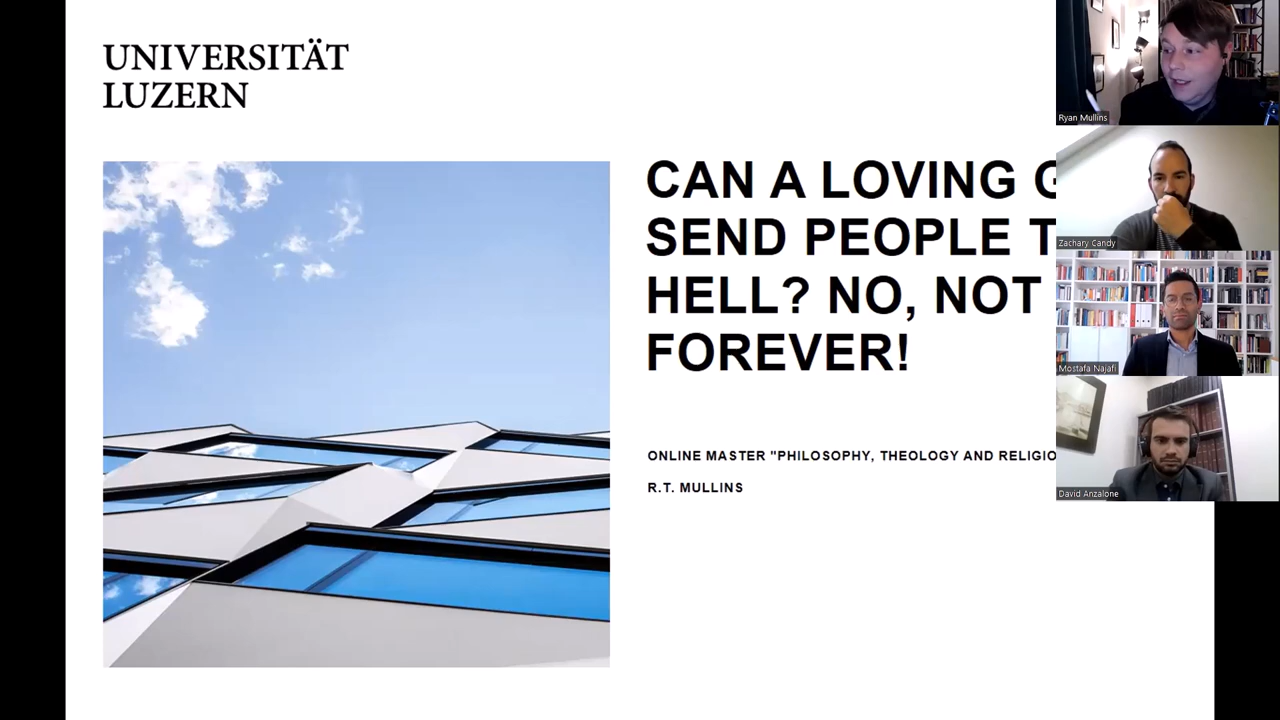 UNIVERSITÄT
LUZERN
CAN A LOVING G
SEND PEOPLE T
HELL? NO, NOT
FOREVER!
ONLINE MASTER "PHILOSOPHY, THEOLOGY AND RELIGIO
R.T. MULLINS
Ryan Mullins
Zachary Candy
Mostafa Najafi
David Anzalone